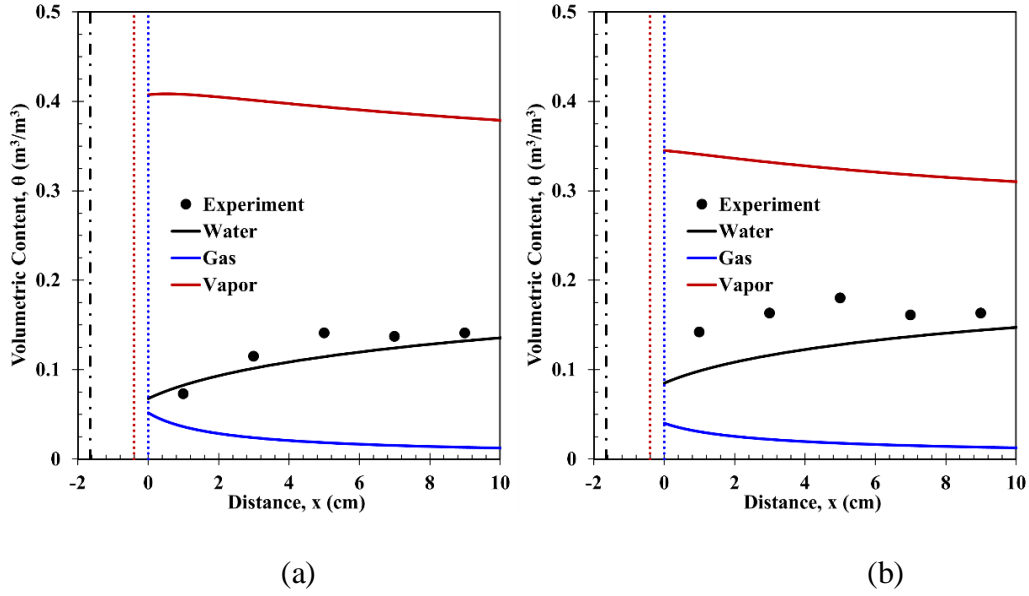 0.5
0.4
0.3
0.2
0.1
0
Volumetric Content, θ (m³/m³)
Experiment
Water
Gas
Vapor
-2 0 2 4 6 8 10
Distance, x (cm)
(a)
0.5
0.4
0.3
0.2
0.1
0
Volumetric Content, θ (m³/m³)
Experiment
Water
Gas
Vapor
-2 0 2 4 6 8 10
Distance, x (cm)
(b)